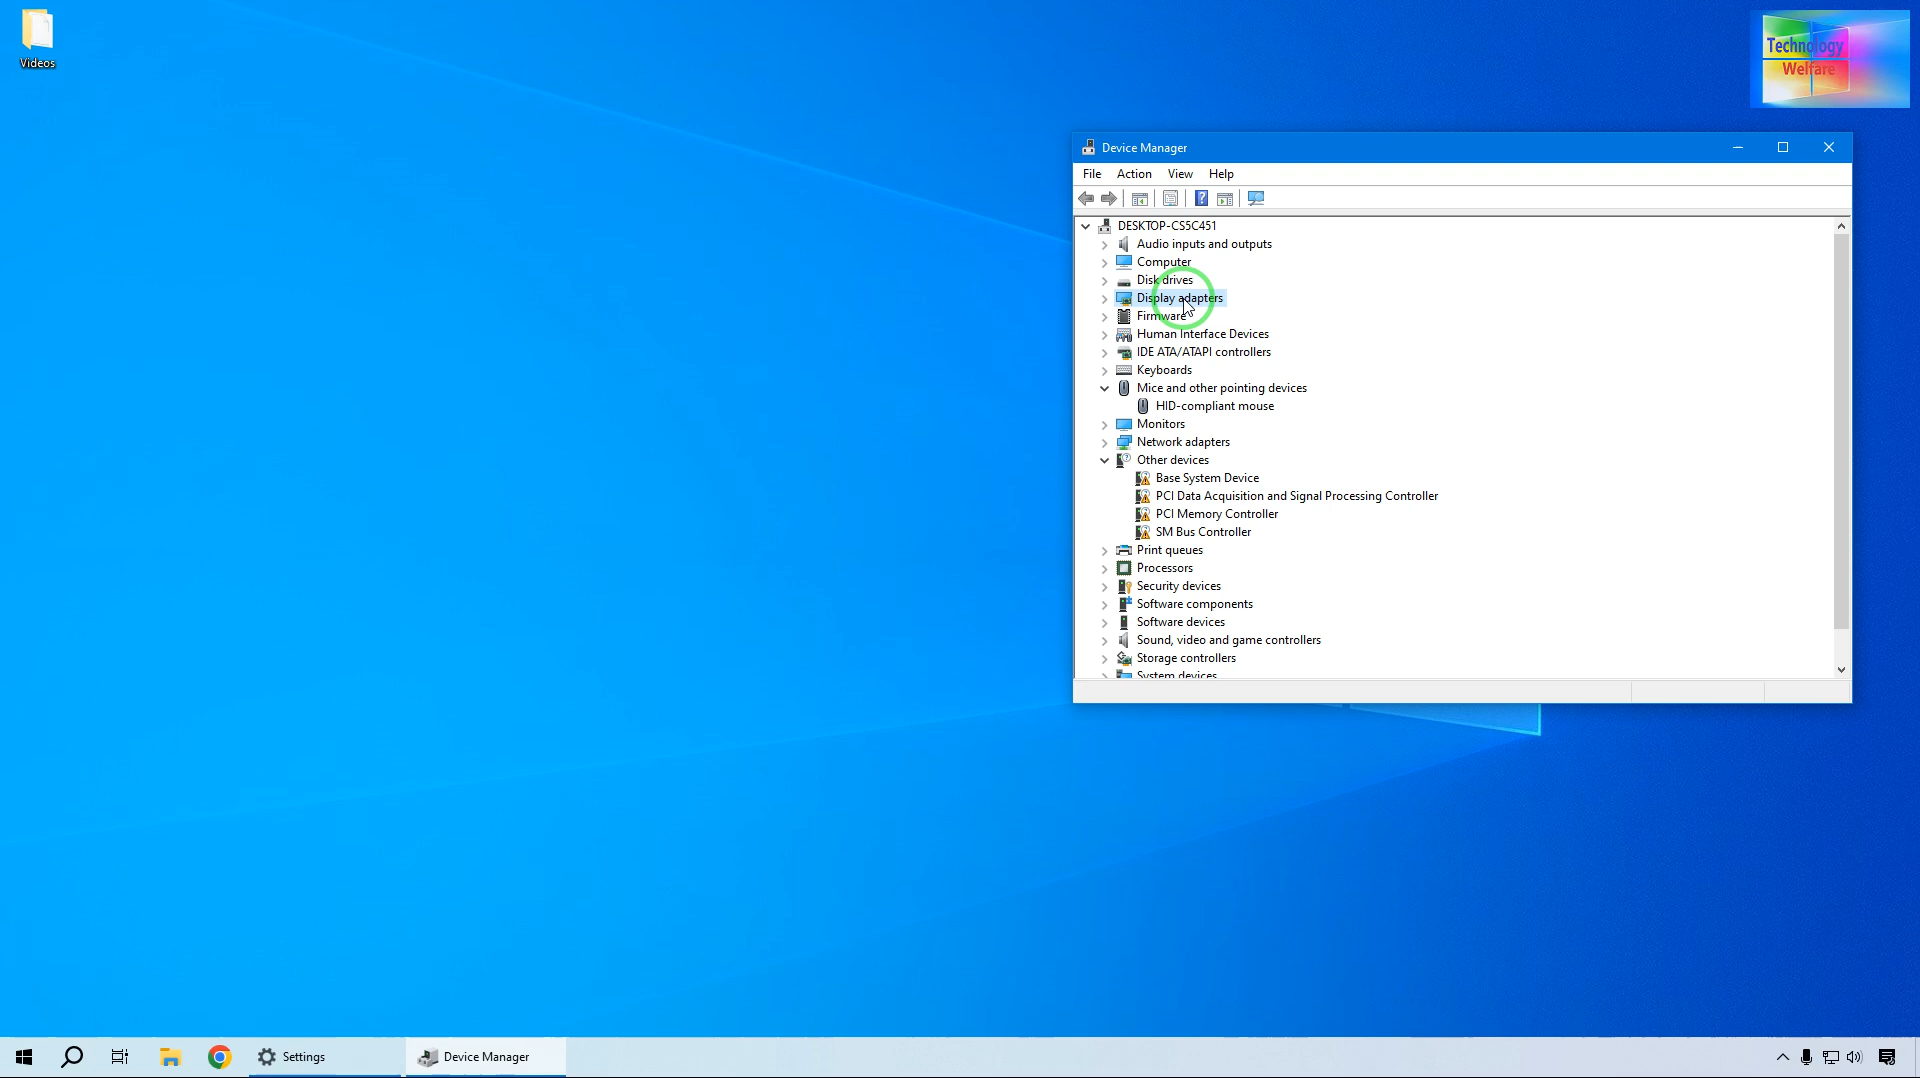 Videos
Technology
Welfare
Device Manager
File Action View Help
DESKTOP-CS5C451
Audio inputs and outputs
Computer
Disk drives
Display adapters
Firmware
Human Interface Devices
IDE ATA/ATAPI controllers
Keyboards
Mice and other pointing devices
HID-compliant mouse
Monitors
Network adapters
Other devices
Base System Device
PCI Data Acquisition and Signal Processing Controller
PCI Memory Controller
SM Bus Controller
Print queues
Processors
Security devices
Software components
Software devices
Sound, video and game controllers
Storage controllers
System devices
Settings
Device Manager